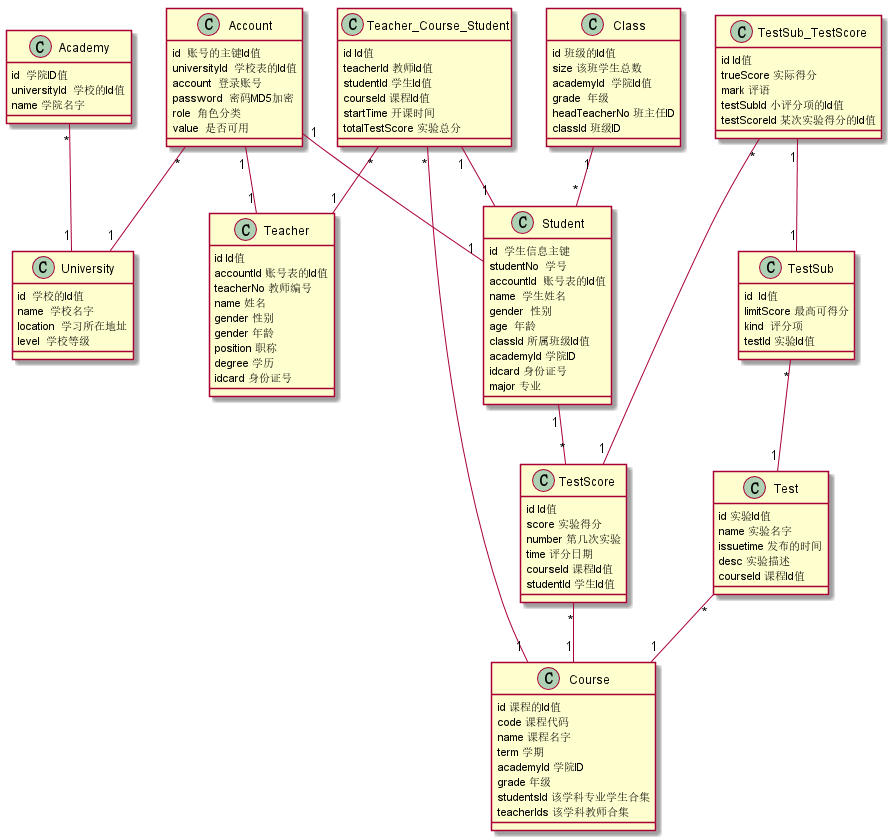 C Academy
id 学院ID值
universityId 学校的Id值
name 学院名字
C Account
id 账号的主键Id值
universityId 学校表的Id值
account 登录账号
password 密码MD5加密
role 角色分类
value 是否可用
C Teacher_Course_Student
id Id值
teacherId 教师Id值
studentId 学生Id值
courseId 课程Id值
startTime 开课时间
totalTestScore 实验总分
C Class
id 班级的Id值
size 该班学生总数
academyId 学院Id值
grade 年级
headTeacherNo 班主任ID
classId 班级ID
C TestSub_TestScore
id Id值
trueScore 实际得分
mark 评语
testSubId 小评分项的Id值
testScoreId 某次实验得分的Id值
*
*
1
1
*
*
1
1
*
1
1
1
1
1
1
*
1
1
C University
id 学校的Id值
name 学校名字
location 学习所在地址
level 学校等级
C Teacher
id Id值
accountId 账号表的Id值
teacherNo 教师编号
name 姓名
gender 性别
gender 年龄
position 职称
degree 学历
idcard 身份证号
C Student
id 学生信息主键
studentNo 学号
accountId 账号表的Id值
name 学生姓名
gender 性别
age 年龄
classId 所属班级Id值
academyId 学院ID
idcard 身份证号
major 专业
C TestSub
id Id值
limitScore 最高可得分
kind 评分项
testId 实验Id值
1
*
1
*
1
C TestScore
id Id值
score 实验得分
number 第几次实验
time 评分日期
courseId 课程Id值
studentId 学生Id值
C Test
id 实验Id值
name 实验名字
issuetime 发布的时间
desc 实验描述
courseId 课程Id值
*
*
1
1
1
C Course
id 课程的Id值
code 课程代码
name 课程名字
term 学期
academyId 学院ID
grade 年级
studentsId 该学科专业学生合集
teacherIds 该学科教师合集